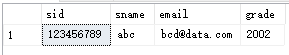 sid sname email grade
1 123456789 abc bcd@data.com 2002